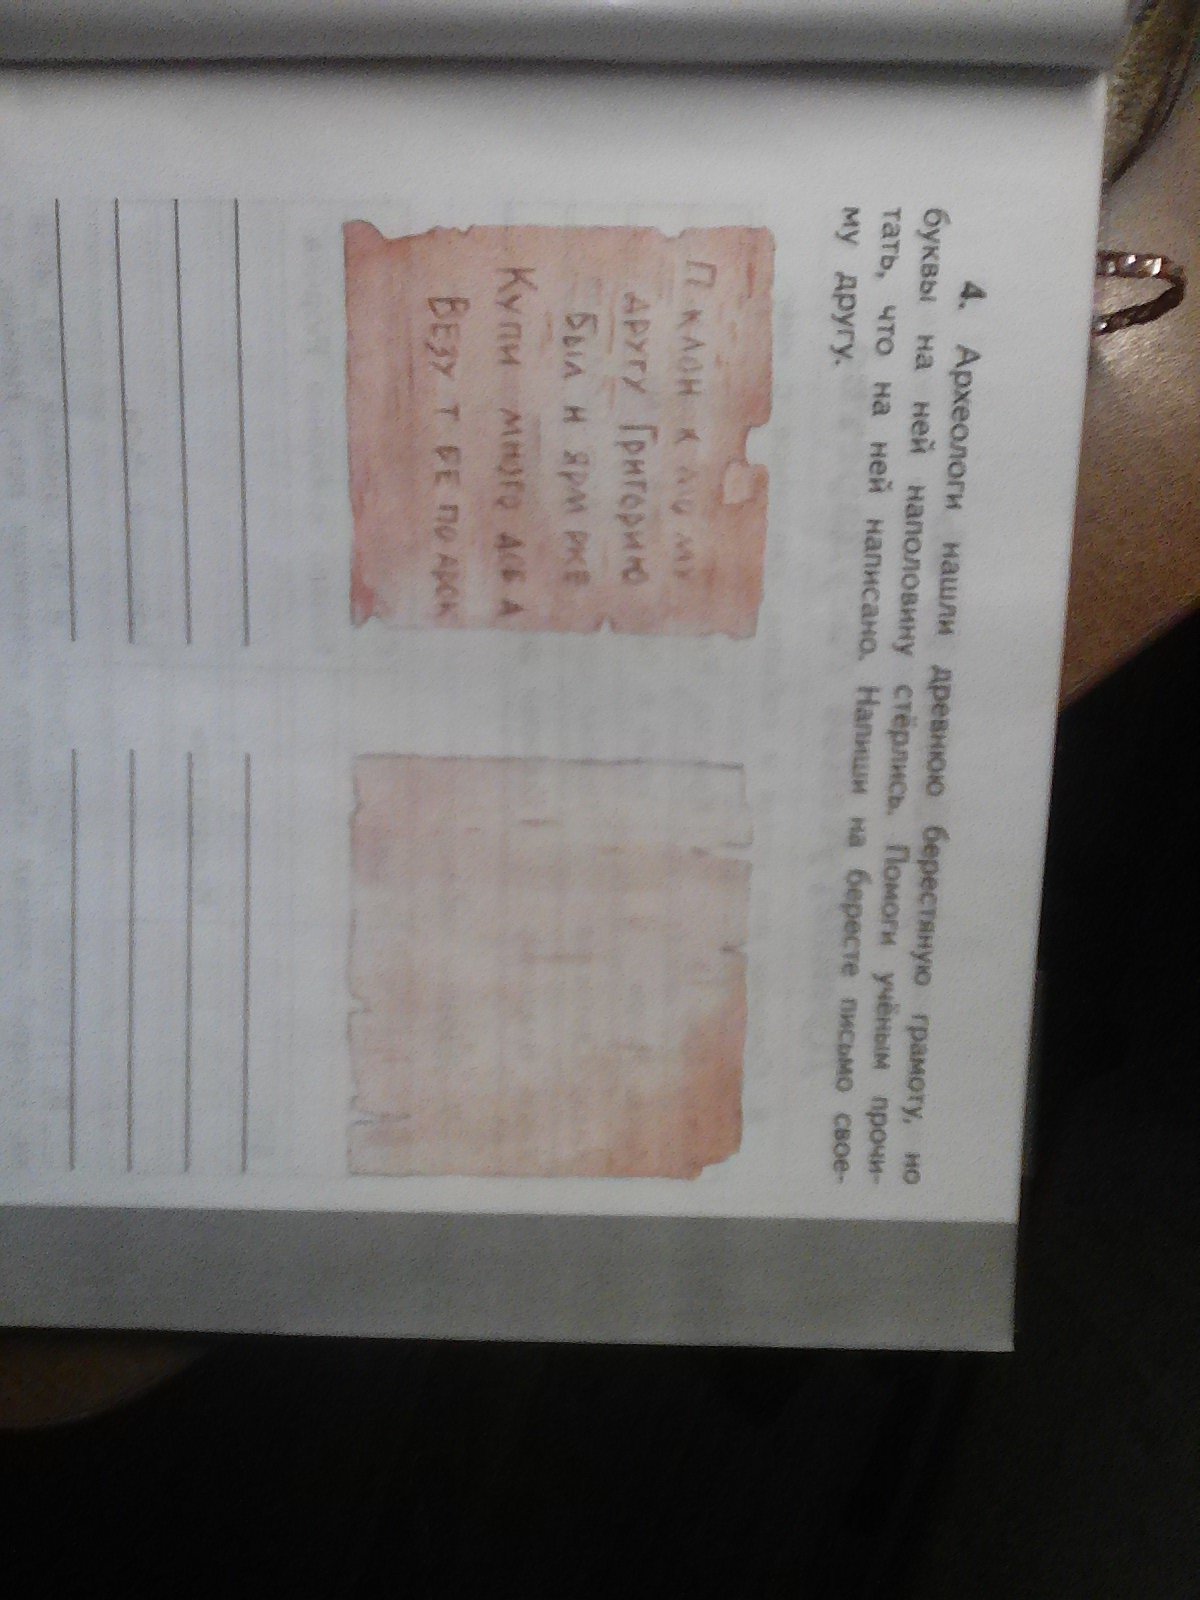 4. Археологи нашли древнюю берестяную грамоту, но
буквы на ней наполовину стёрлись. Помоги учёным прочи-
тать, что на ней написано. Напиши на бересте письмо свое-
му другу.
П КЛОН К МО МУ
ДРУГУ ГРИГОРИЮ
БЫЛ Н ЯРМ РКЕ
КУПИ МНОГО ДОБ А
ВЕЗУ Т БЕ ПО АРОК